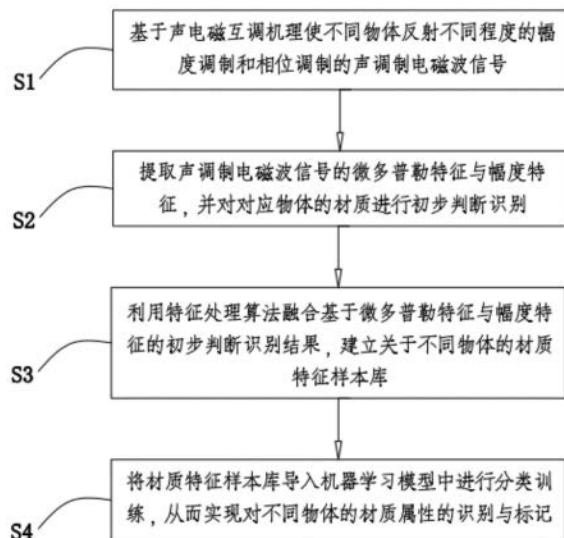 基于声电磁互调机理使不同物体反射不同程度的幅
度调制和相位调制的声调制电磁波信号
S1
提取声调制电磁波信号的微多普勒特征与幅度特
征，并对对应物体的材质进行初步判断识别
S2
利用特征处理算法融合基于微多普勒特征与幅度特
征的初步判断识别结果，建立关于不同物体的材质
特征样本库
S3
将材质特征样本库导入机器学习模型中进行分类训
练，从而实现对不同物体的材质属性的识别与标记
S4